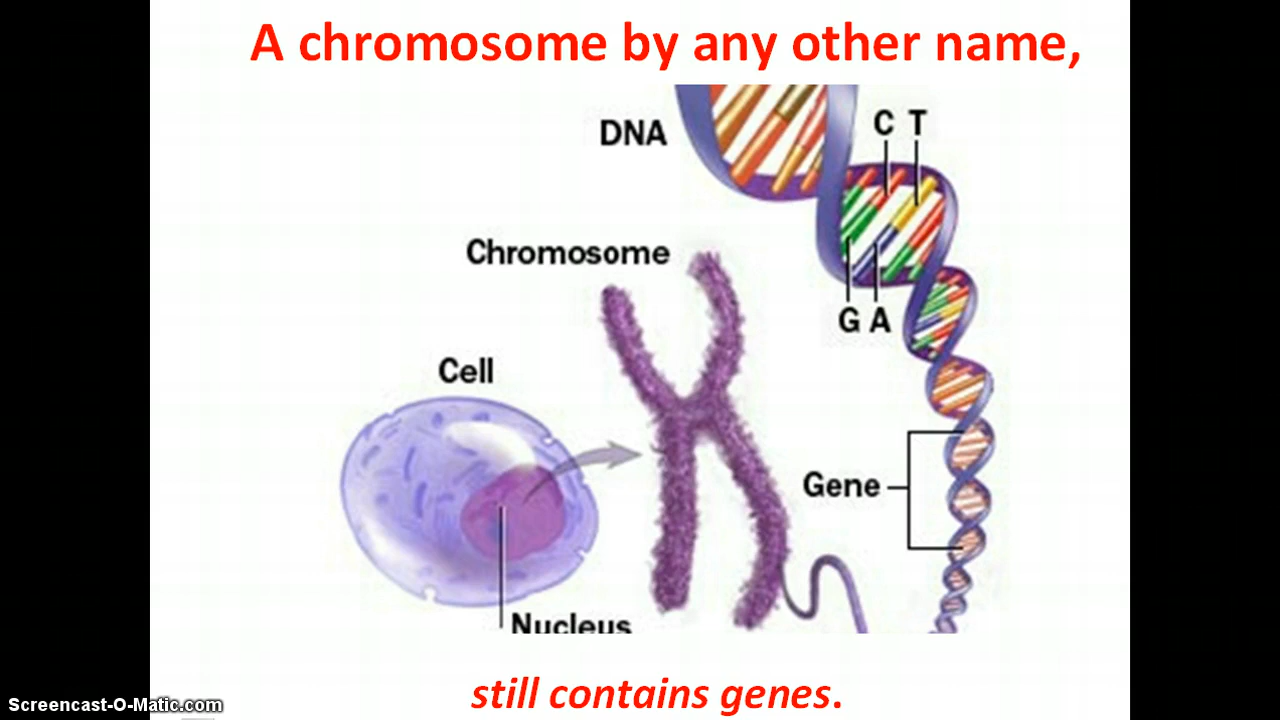 A chromosome by any other name,
DNA
C T
Chromosome
G A
Cell
Gene
Nucleus
still contains genes.
Screencast-O-Matic.com